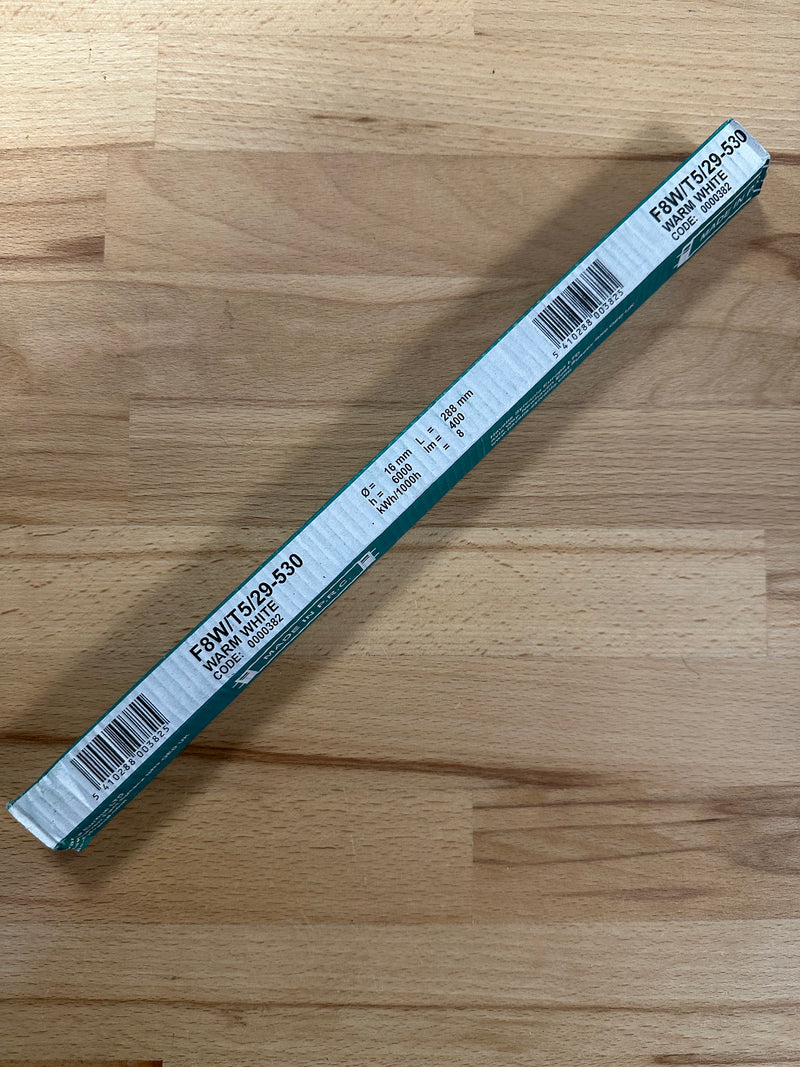 F8W/T5/29-530
WARM WHITE
CODE: 0000382
5 410288 003825
Ø = 16 mm L = 288 mm
h = 6000 lm = 400
kWh/1000h = 8
F8W/T5/29-530
WARM WHITE
CODE: 0000382
MADE IN P.R.C
5 410288 003825